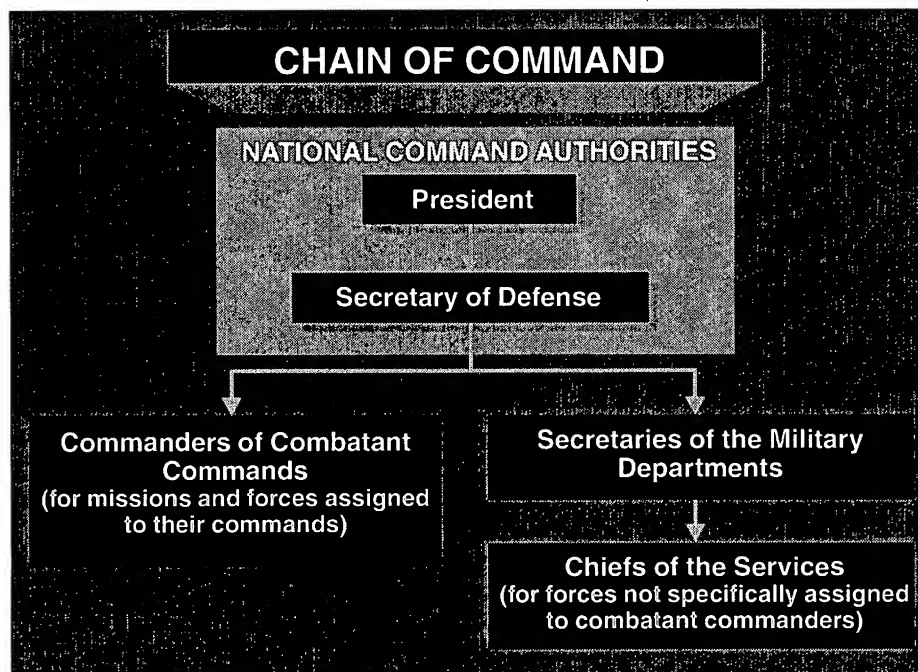 CHAIN OF COMMAND
NATIONAL COMMAND AUTHORITIES
President
Secretary of Defense
Commanders of Combatant
Commands
(for missions and forces assigned
to their commands)
Secretaries of the Military
Departments
Chiefs of the Services
(for forces not specifically assigned
to combatant commanders)